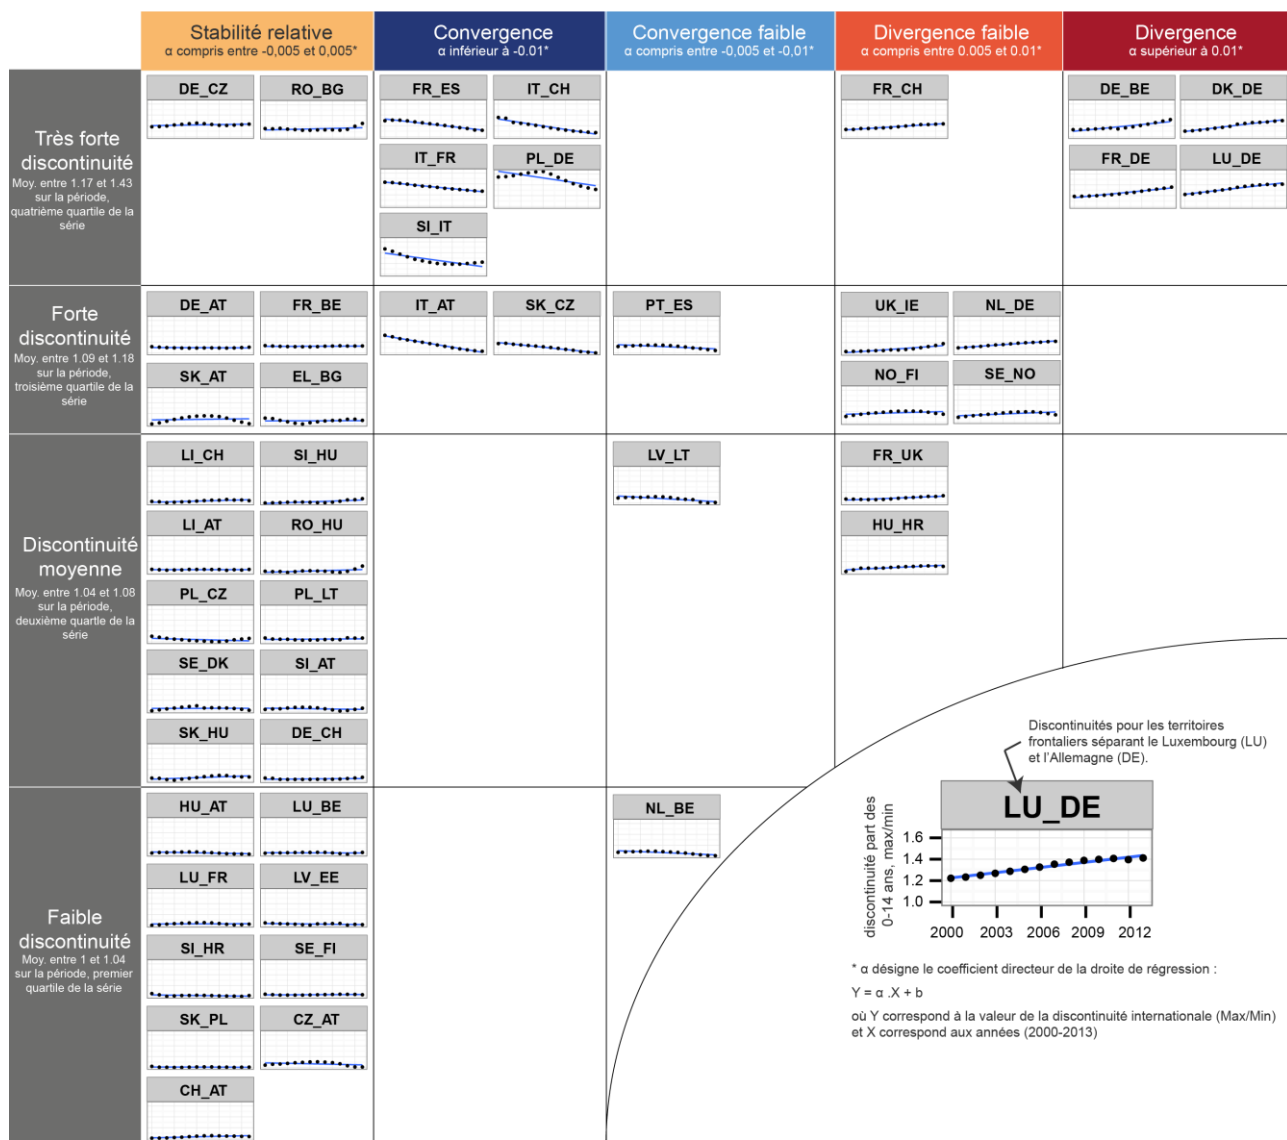 Stabilité relative
α compris entre -0,005 et 0,005*
Convergence
α inférieur à -0.01*
Convergence faible
α compris entre -0,005 et -0,01*
Divergence faible
α compris entre 0.005 et 0.01*
Divergence
α supérieur à 0.01*
Très forte
discontinuité
Moy. entre 1.17 et 1.43
sur la période,
quatrième quartile de la
série
DE_CZ
RO_BG
FR_ES
IT_CH
FR_CH
DE_BE
DK_DE
IT_FR
PL_DE
FR_DE
LU_DE
SI_IT
Forte
discontinuité
Moy. entre 1.09 et 1.18
sur la période,
troisième quartile de la
série
DE_AT
FR_BE
IT_AT
SK_CZ
PT_ES
UK_IE
NL_DE
SK_AT
EL_BG
NO_FI
SE_NO
Discontinuité
moyenne
Moy. entre 1.04 et 1.08
sur la période,
deuxième quartle de la
série
LI_CH
SI_HU
LV_LT
FR_UK
LI_AT
RO_HU
HU_HR
PL_CZ
PL_LT
SE_DK
SI_AT
SK_HU
DE_CH
Faible
discontinuité
Moy. entre 1 et 1.04
sur la période, premier
quartile de la série
HU_AT
LU_BE
NL_BE
LU_FR
LV_EE
SI_HR
SE_FI
SK_PL
CZ_AT
CH_AT
Discontinuités pour les territoires
frontaliers séparant le Luxembourg (LU)
et l'Allemagne (DE).
LU_DE
discontinuité part des
0-14 ans, max/min
1.6
1.4
1.2
1.0
2000 2003 2006 2009 2012
* α désigne le coefficient directeur de la droite de régression :
Y = α .X + b
où Y correspond à la valeur de la discontinuité internationale (Max/Min)
et X correspond aux années (2000-2013)